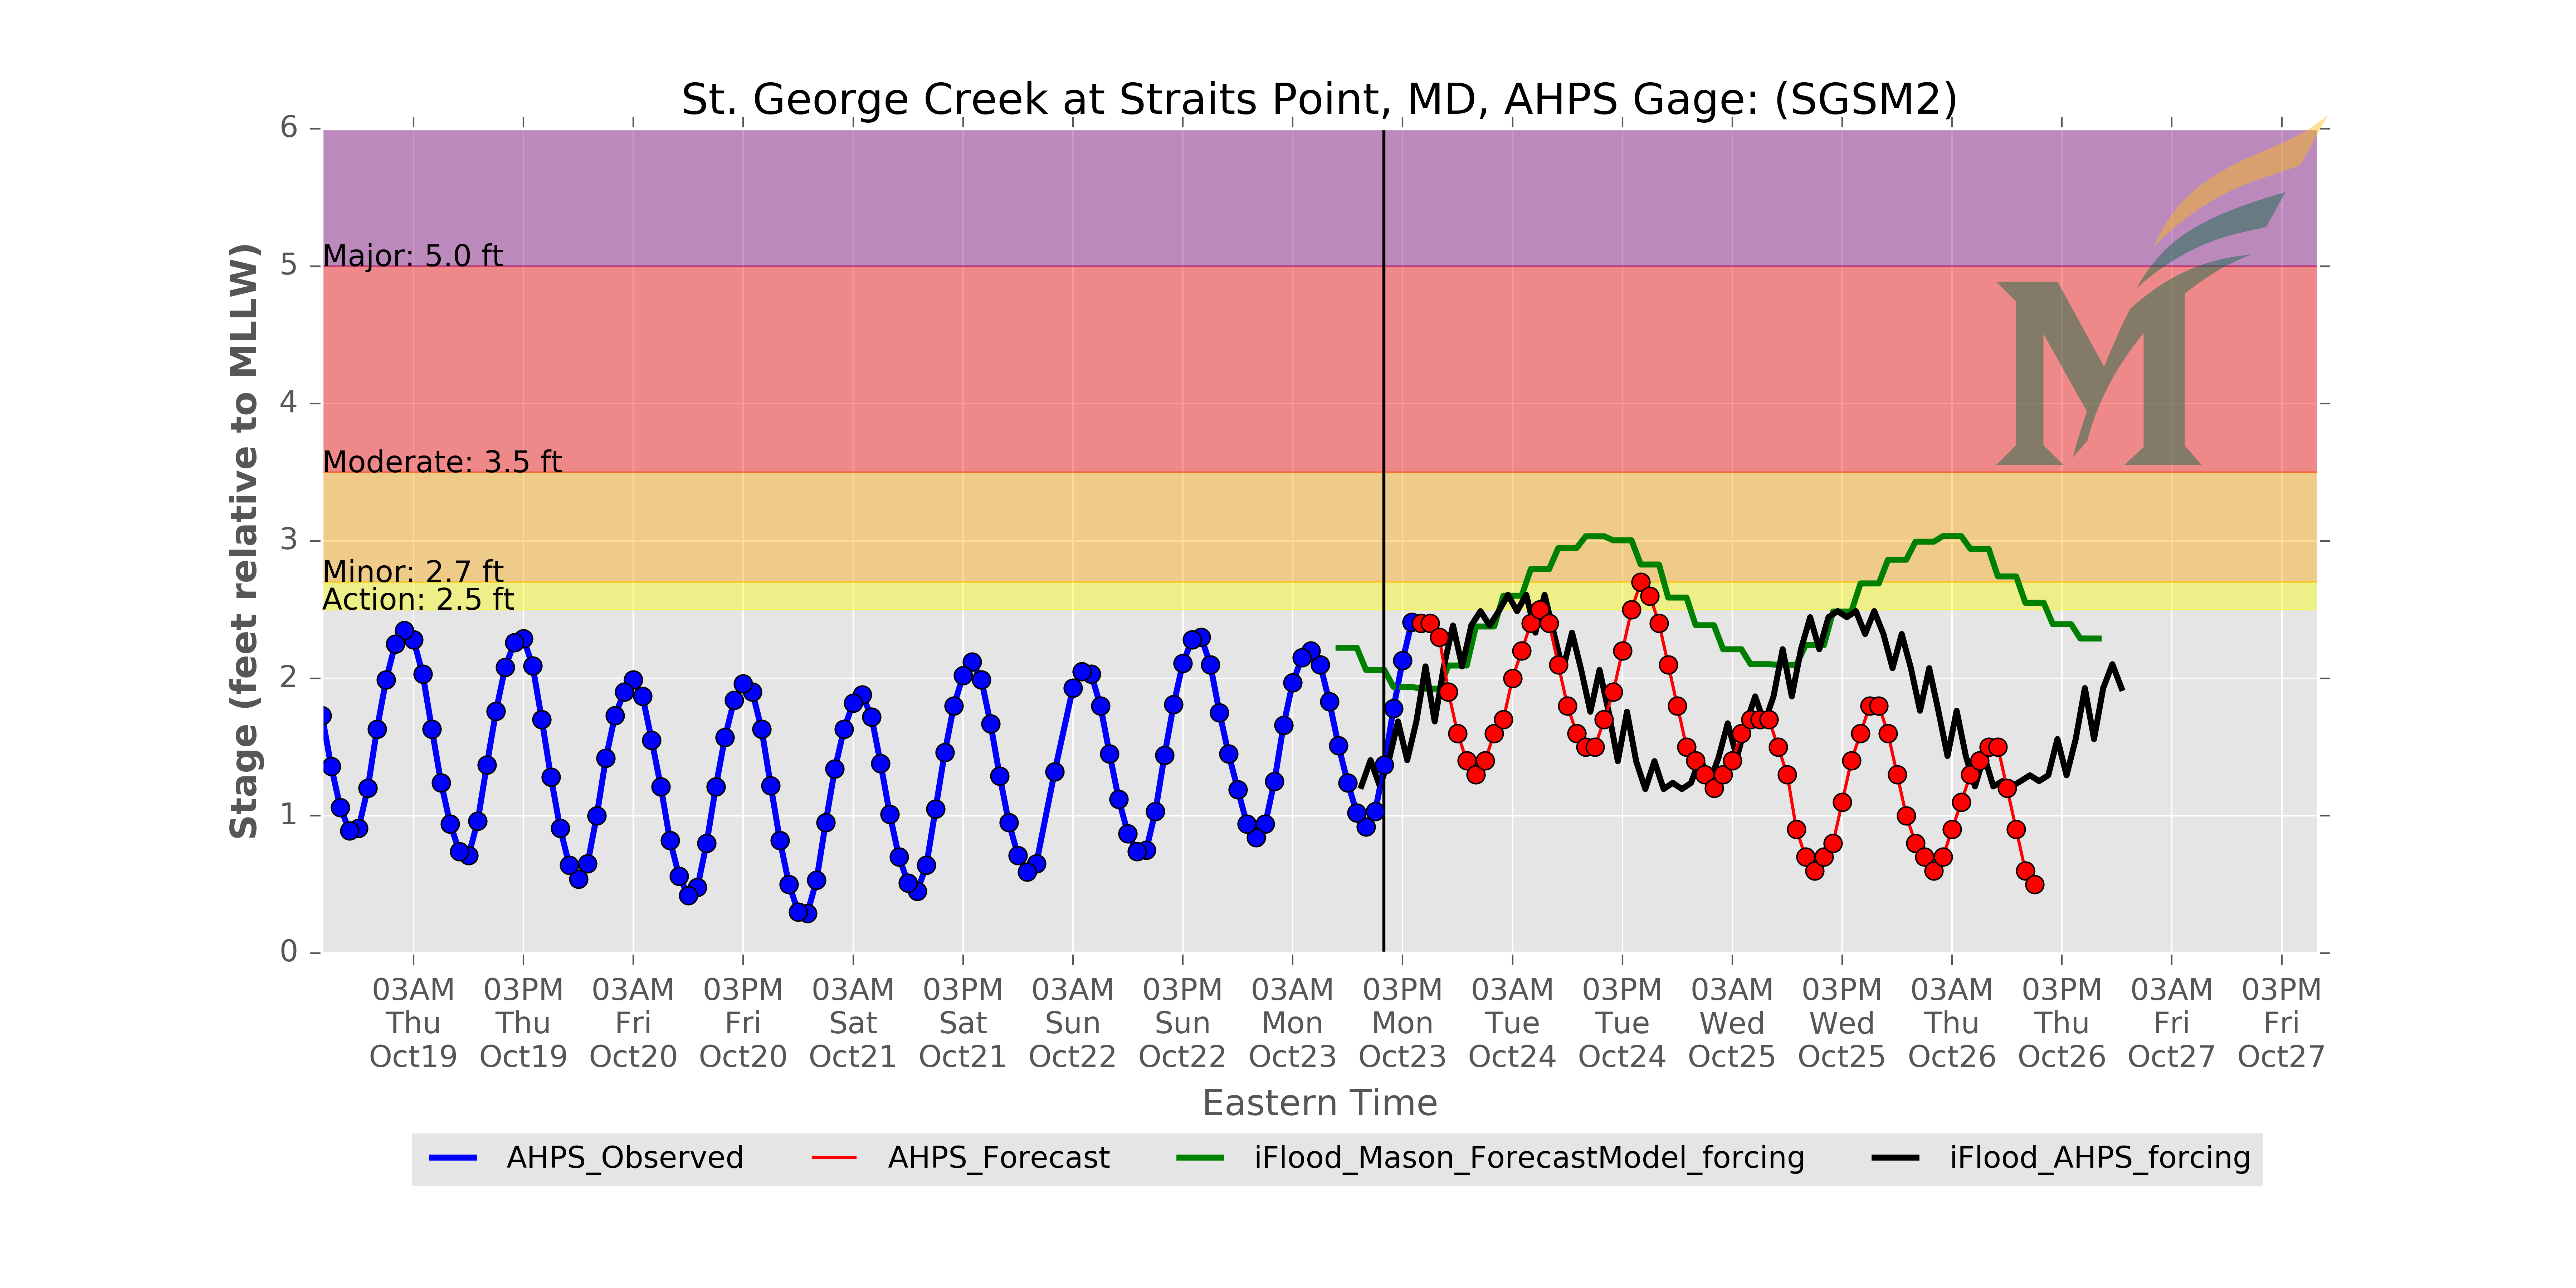 St. George Creek at Straits Point, MD, AHPS Gage: (SGSM2)
Stage (feet relative to MLLW)
6
5
4
3
2
1
0
Major: 5.0 ft
Moderate: 3.5 ft
Minor: 2.7 ft
Action: 2.5 ft
M
03AM 03PM 03AM 03PM 03AM 03PM 03AM 03PM 03AM 03PM 03AM 03PM 03AM 03PM 03AM 03PM 03AM 03PM
Thu Thu Fri Fri Sat Sat Sun Sun Mon Mon Tue Tue Wed Wed Thu Thu Fri Fri
Oct19 Oct19 Oct20 Oct20 Oct21 Oct21 Oct22 Oct22 Oct23 Oct23 Oct24 Oct24 Oct25 Oct25 Oct26 Oct26 Oct27 Oct27
Eastern Time
AHPS_Observed AHPS_Forecast iFlood_Mason_ForecastModel_forcing iFlood_AHPS_forcing